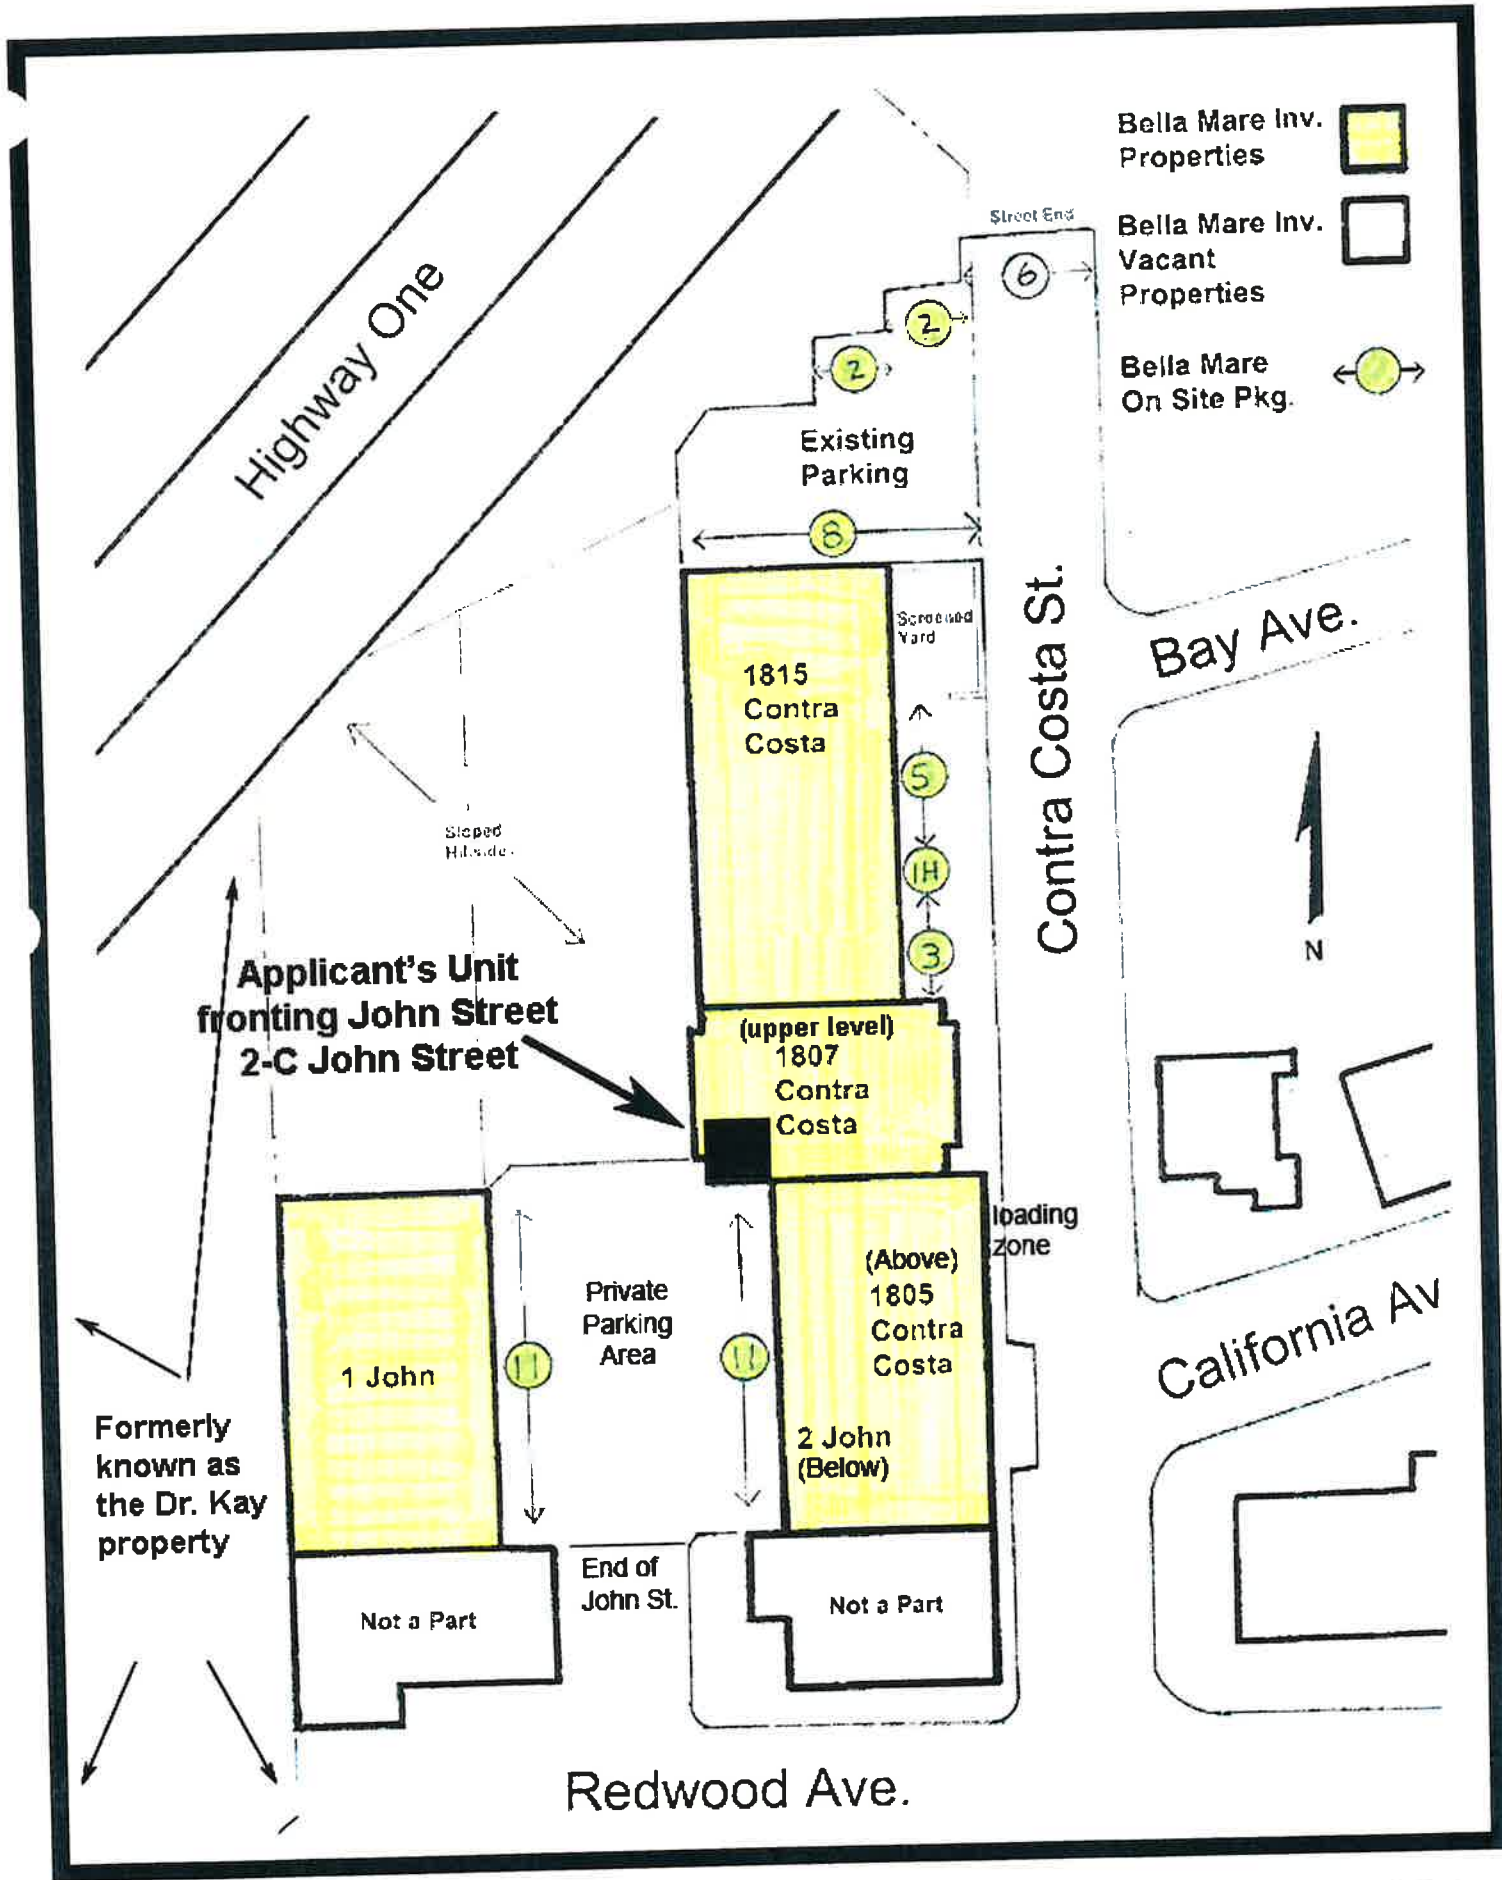 Bella Mare Inv.
Properties
Bella Mare Inv.
Vacant
Properties
Bella Mare
On Site Pkg.
Street End
6
2
2
Highway One
Existing
Parking
8
Screened
Yard
1815
Contra
Costa
5
1H
3
Contra Costa St.
Bay Ave.
N
Sloped
Hillside
Applicant's Unit
fronting John Street
2-C John Street
(upper level)
1807
Contra
Costa
loading
zone
(Above)
1805
Contra
Costa
2 John
(Below)
Private
Parking
Area
11
11
1 John
California Av
Formerly
known as
the Dr. Kay
property
End of
John St.
Not a Part
Not a Part
Redwood Ave.